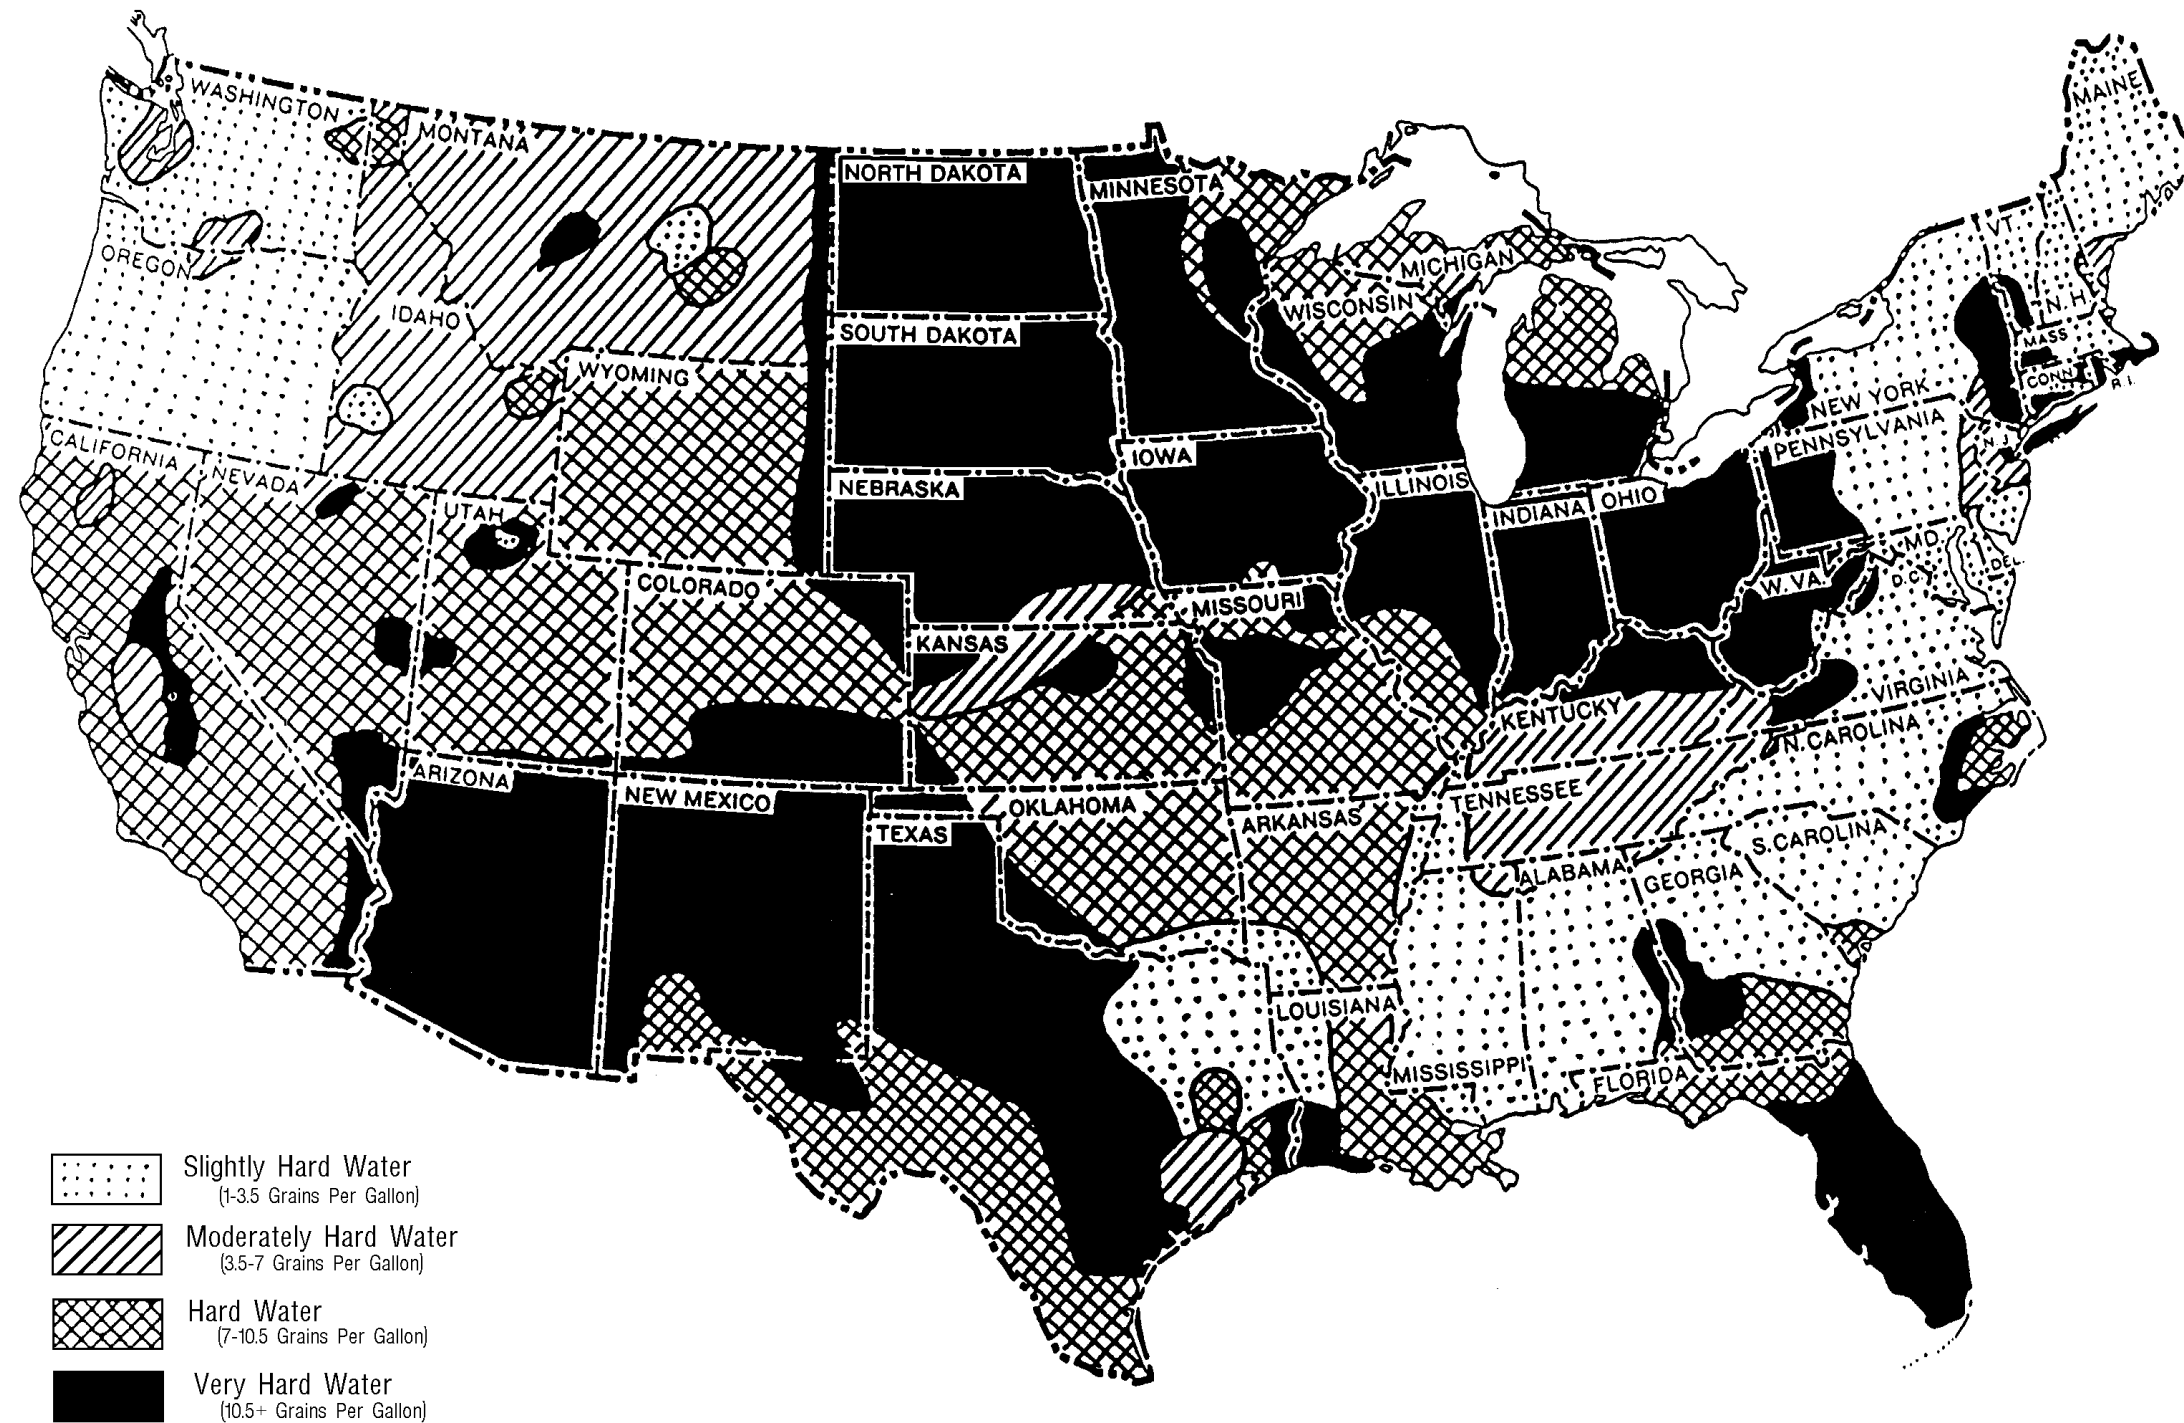 WASHINGTON
MONTANA
NORTH DAKOTA
MINNESOTA
MAINE
VT.
N.H.
OREGON
IDAHO
SOUTH DAKOTA
WISCONSIN
MICHIGAN
MASS
CONN
R.I.
NEW YORK
WYOMING
CALIFORNIA
NEVADA
UTAH
NEBRASKA
IOWA
ILLINOIS
INDIANA
OHIO
PENNSYLVANIA
N.J.
MD.
DEL.
D.C.
W.VA.
COLORADO
KANSAS
MISSOURI
KENTUCKY
VIRGINIA
N.CAROLINA
ARIZONA
NEW MEXICO
TEXAS
OKLAHOMA
ARKANSAS
TENNESSEE
S.CAROLINA
ALABAMA
GEORGIA
LOUISIANA
MISSISSIPPI
FLORIDA
Slightly Hard Water
(1-3.5 Grains Per Gallon)
Moderately Hard Water
(3.5-7 Grains Per Gallon)
Hard Water
(7-10.5 Grains Per Gallon)
Very Hard Water
(10.5+ Grains Per Gallon)